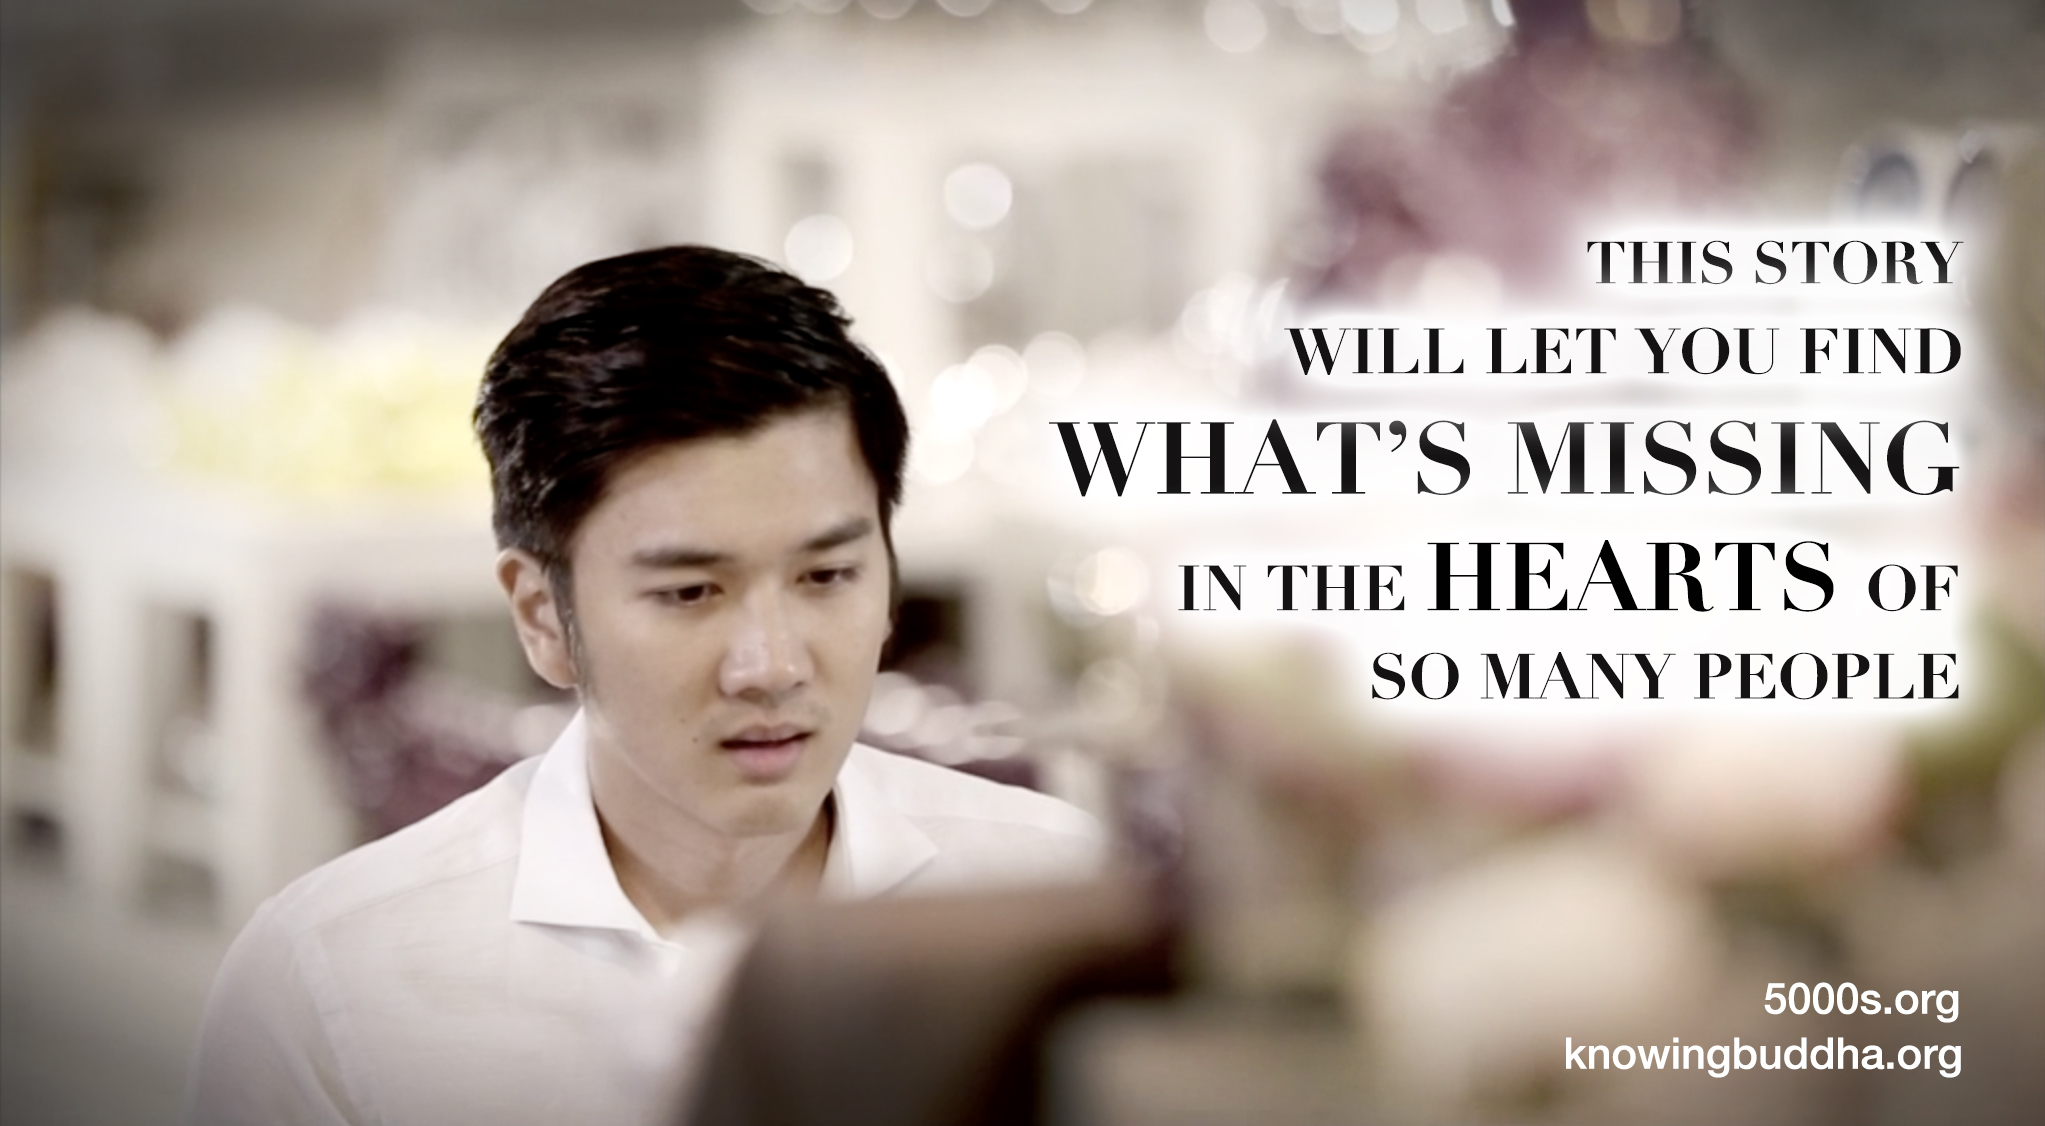 THIS STORY
WILL LET YOU FIND
WHAT'S MISSING
IN THE HEARTS OF
SO MANY PEOPLE
5000s.org
knowingbuddha.org